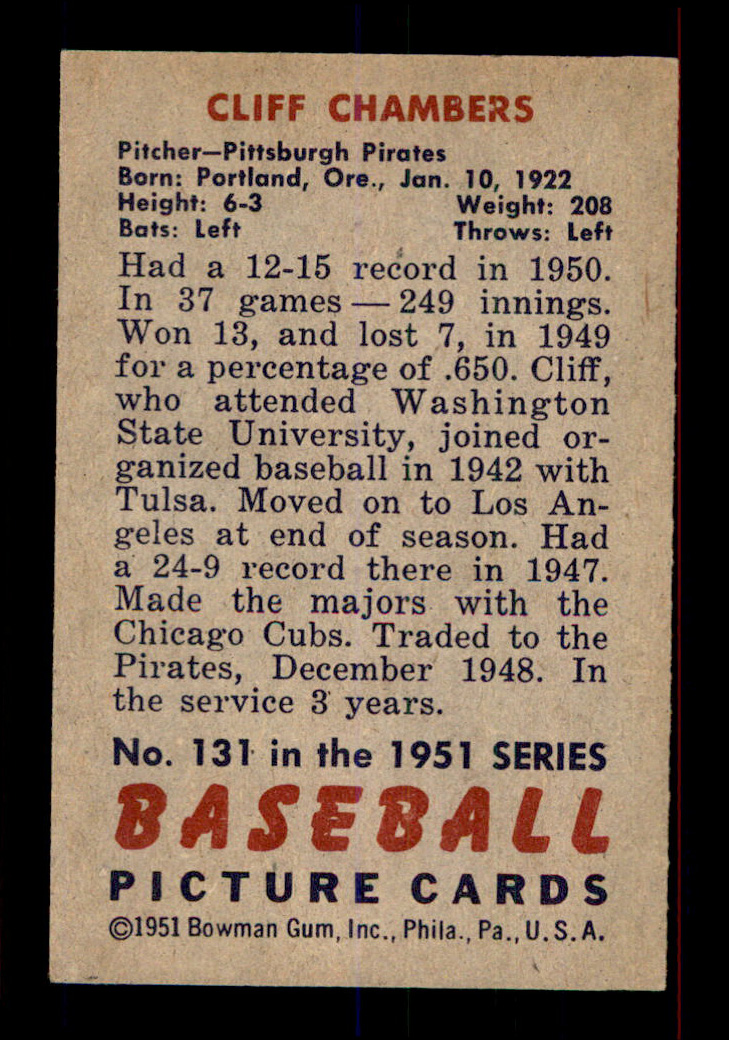 CLIFF CHAMBERS
Pitcher—Pittsburgh Pirates
Born: Portland, Ore., Jan. 10, 1922
Height: 6-3 Weight: 208
Bats: Left Throws: Left
Had a 12-15 record in 1950.
In 37 games — 249 innings.
Won 13, and lost 7, in 1949
for a percentage of .650. Cliff,
who attended Washington
State University, joined or-
ganized baseball in 1942 with
Tulsa. Moved on to Los An-
geles at end of season. Had
a 24-9 record there in 1947.
Made the majors with the
Chicago Cubs. Traded to the
Pirates, December 1948. In
the service 3 years.
No. 131 in the 1951 SERIES
BASEBALL
PICTURE CARDS
©1951 Bowman Gum, Inc., Phila., Pa., U.S.A.